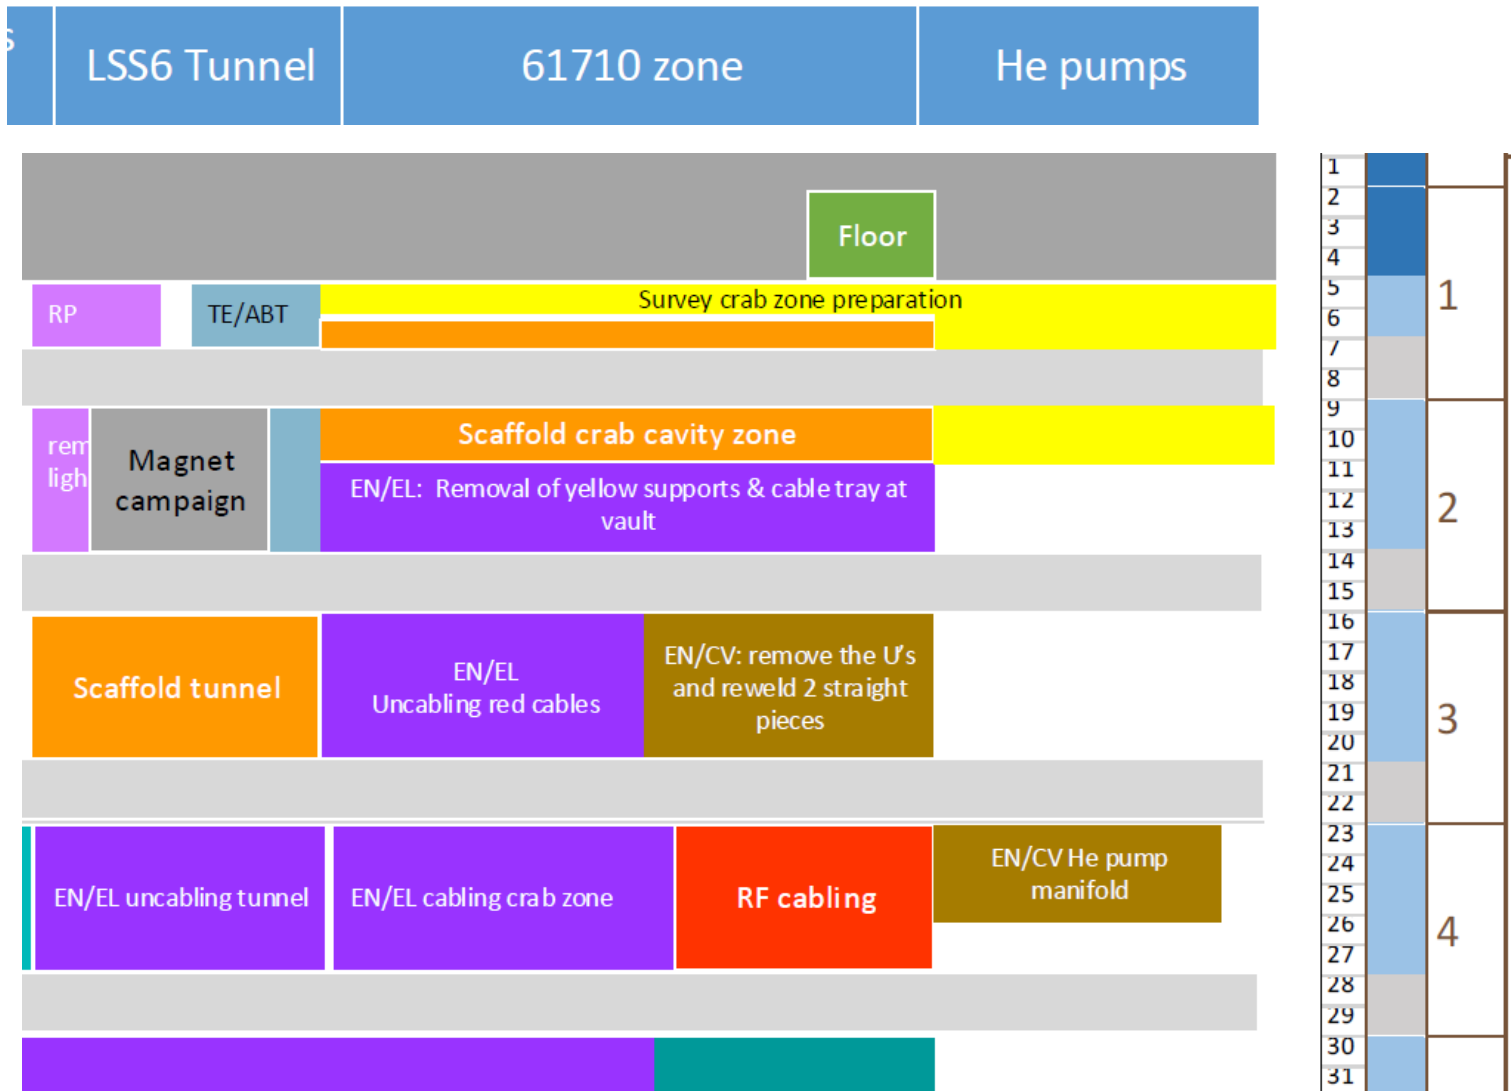 s
LSS6 Tunnel
61710 zone
He pumps
Floor
RP
TE/ABT
Survey crab zone preparation
rem
ligh
Magnet
campaign
Scaffold crab cavity zone
EN/EL: Removal of yellow supports & cable tray at
vault
Scaffold tunnel
EN/EL
Uncabling red cables
EN/CV: remove the U's
and reweld 2 straight
pieces
EN/EL uncabling tunnel
EN/EL cabling crab zone
RF cabling
EN/CV He pump
manifold
1
2
3
4
5
6
7
8
9
10
11
12
13
14
15
16
17
18
19
20
21
22
23
24
25
26
27
28
29
30
31
1
2
3
4